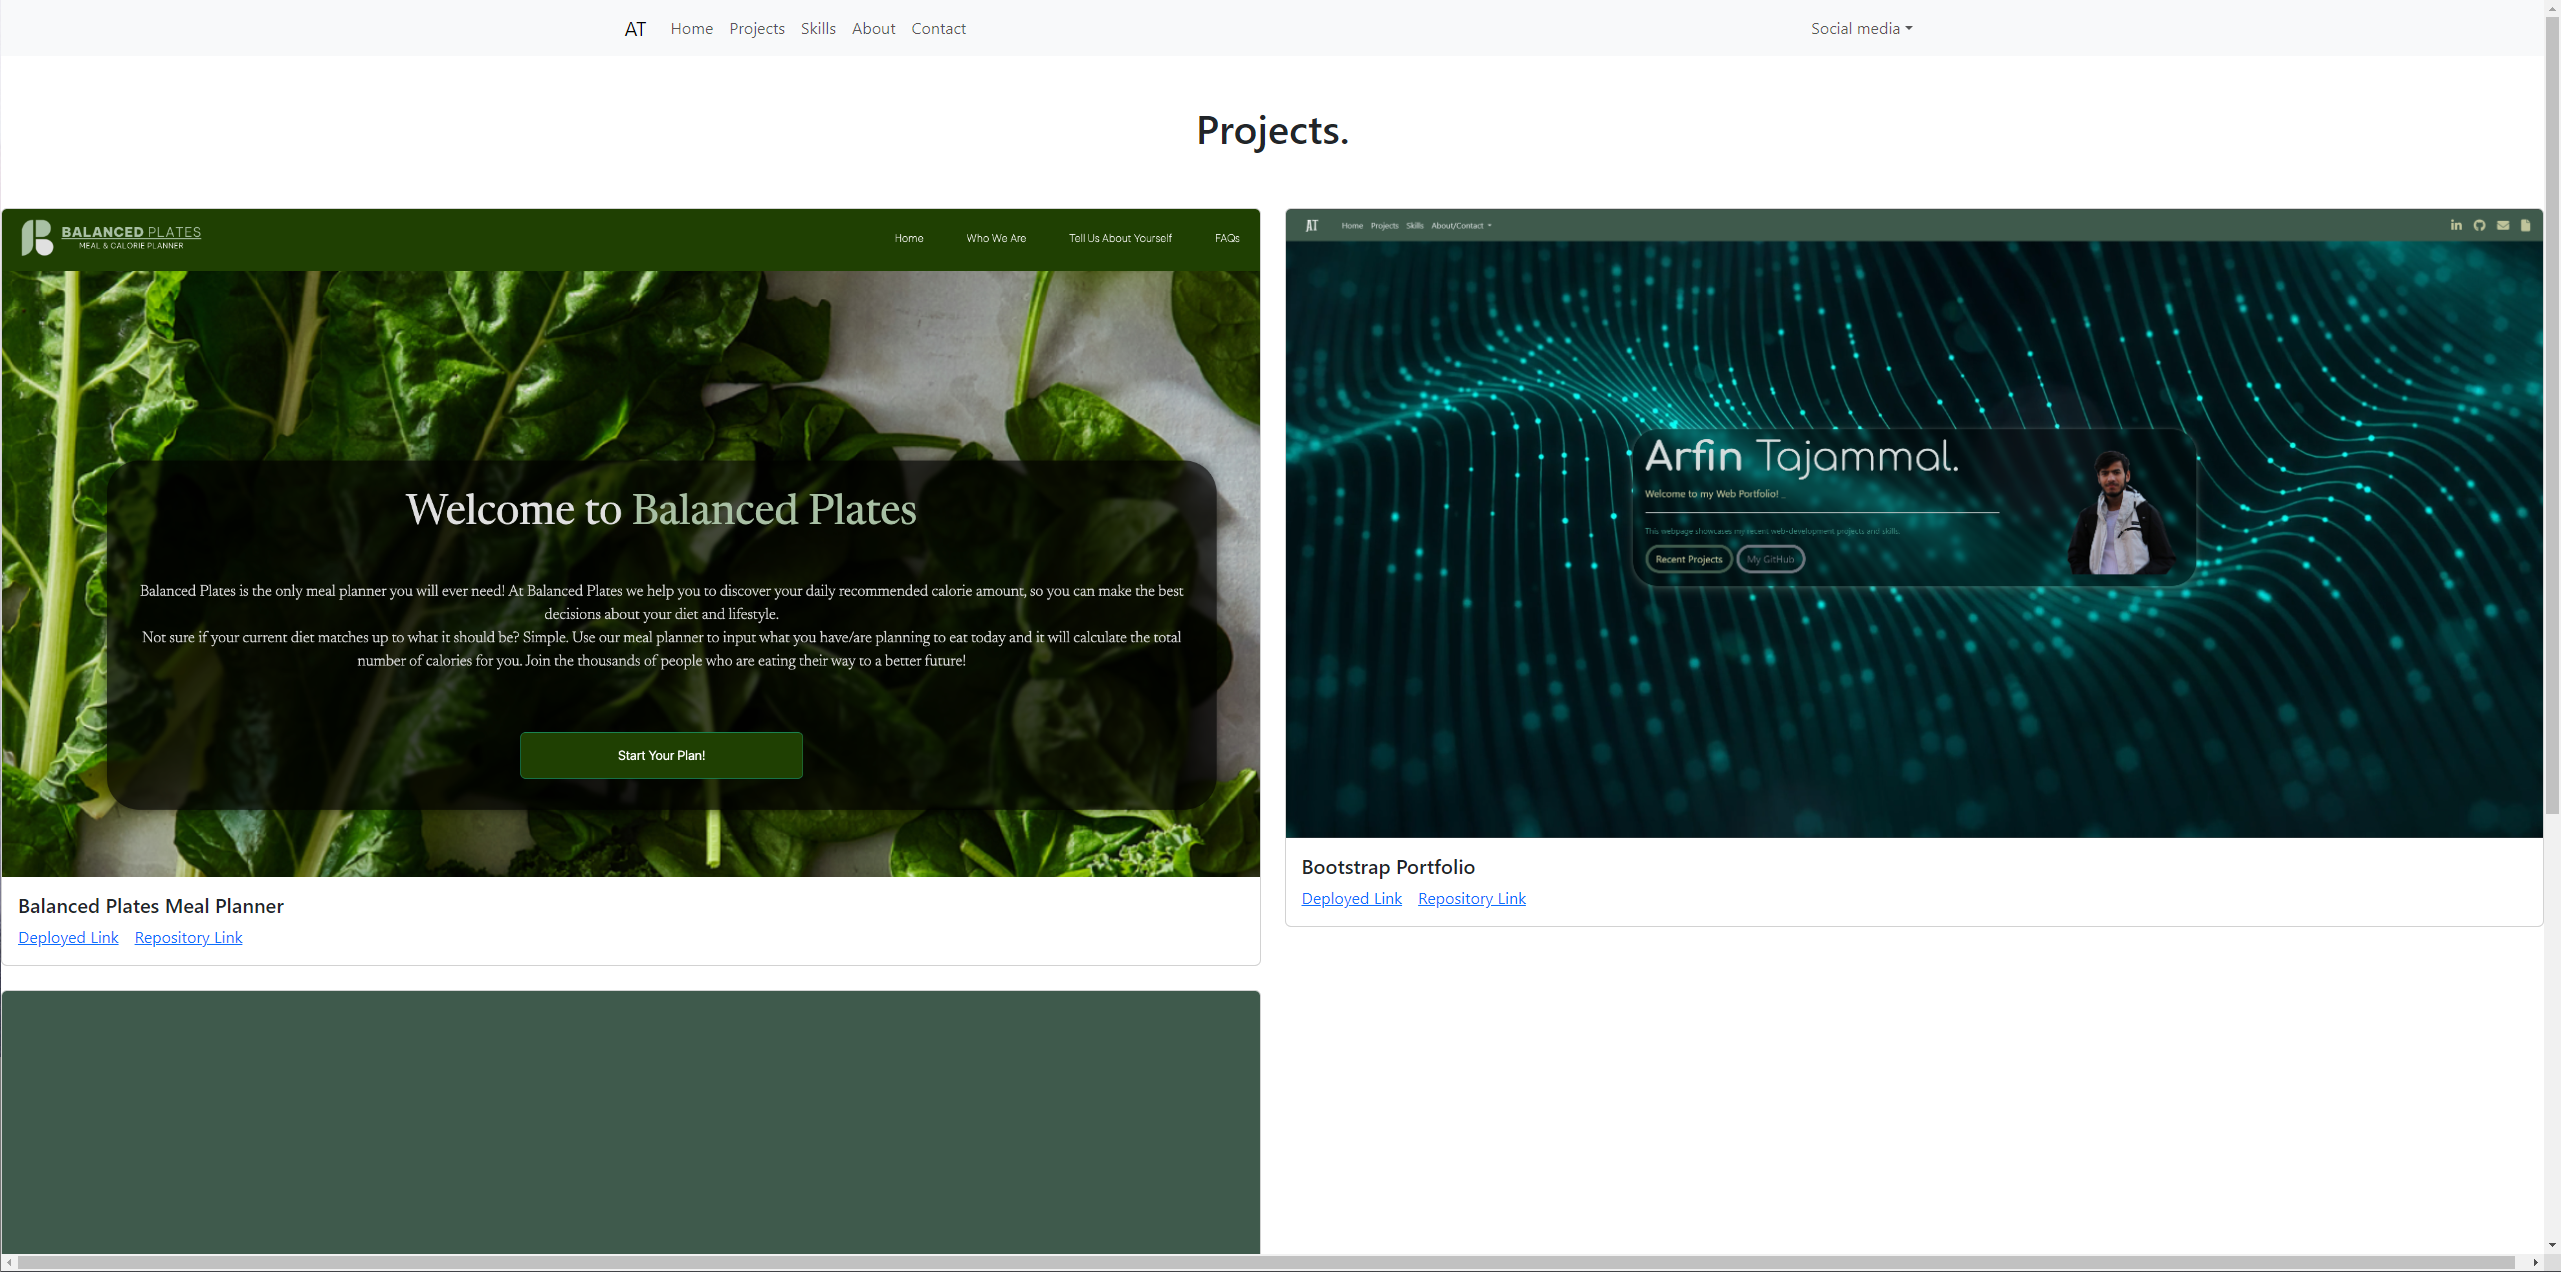 AT Home Projects Skills About Contact Social media
Projects.
BALANCED PLATES
MEAL & CALORIE PLANNER
Home Who We Are Tell Us About Yourself FAQs
Welcome to Balanced Plates
Balanced Plates is the only meal planner you will ever need! At Balanced Plates we help you to discover your daily recommended calorie amount, so you can make the best
decisions about your diet and lifestyle.
Not sure if your current diet matches up to what it should be? Simple. Use our meal planner to input what you have/are planning to eat today and it will calculate the total
number of calories for you. Join the thousands of people who are eating their way to a better future!
Start Your Plan!
Balanced Plates Meal Planner
Deployed Link Repository Link
AT Home Projects Skills About/Contact
Arfin Tajammal.
Welcome to my Web Portfolio! _
This webpage showcases my recent web-development projects and skills.
Recent Projects My GitHub
Bootstrap Portfolio
Deployed Link Repository Link